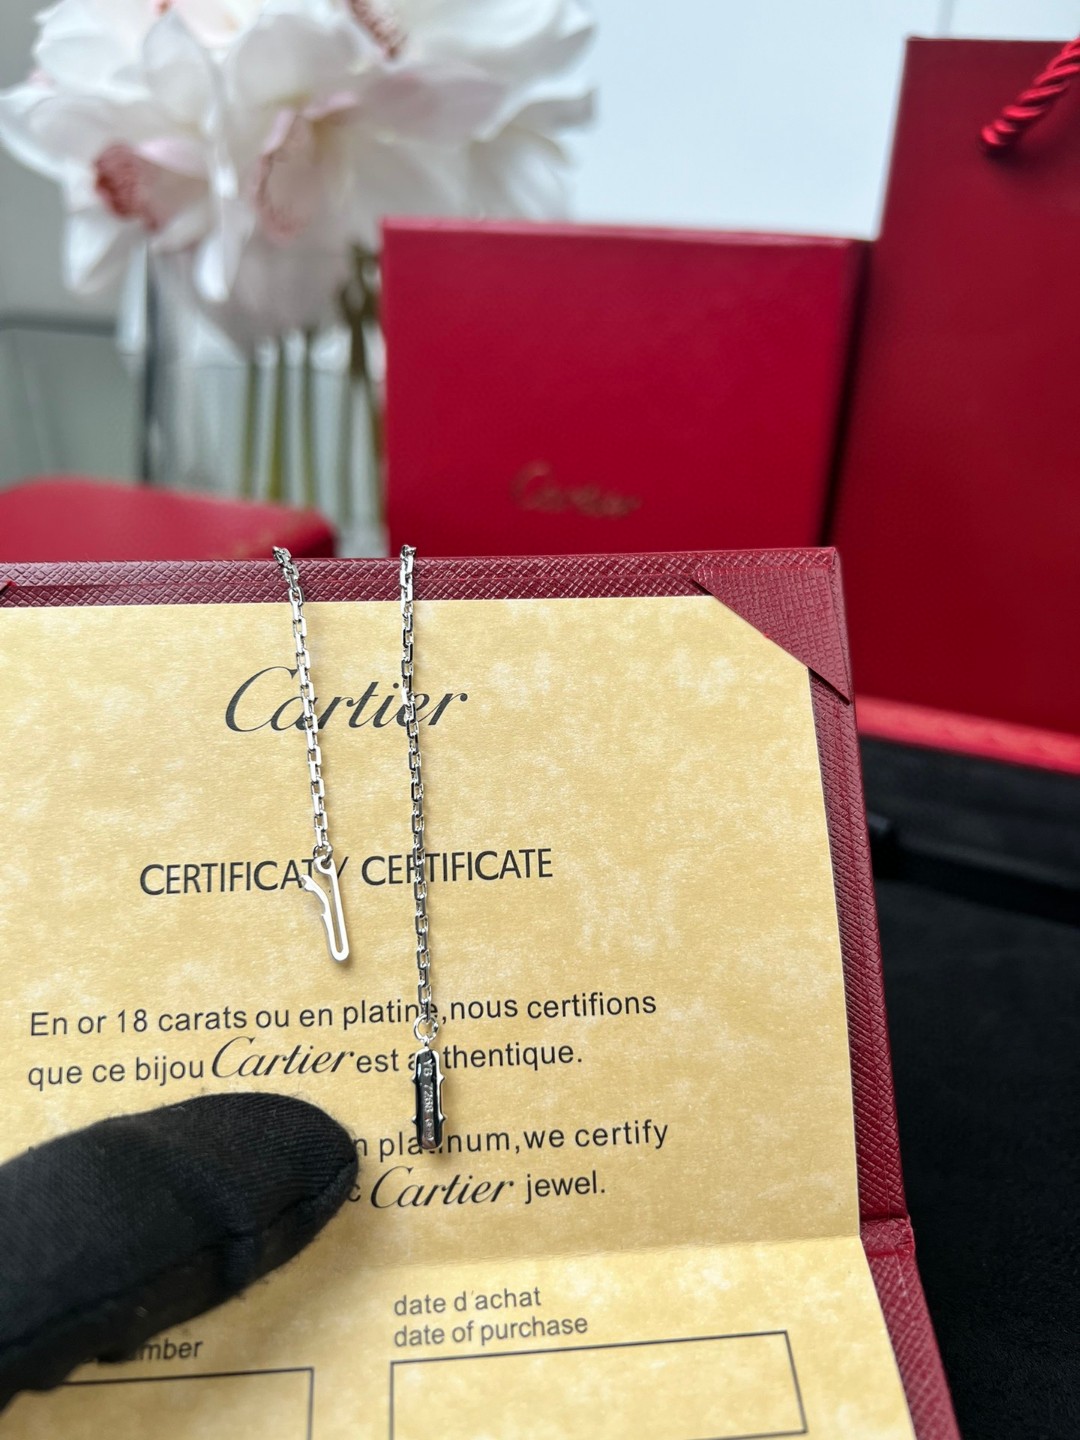 Cartier
Cartier
CERTIFICAT/ CERTIFICATE
En or 18 carats ou en platine,nous certifions
que ce bijou Cartier est authentique.
platinum,we certify
Cartier jewel.
date d'achat
date of purchase